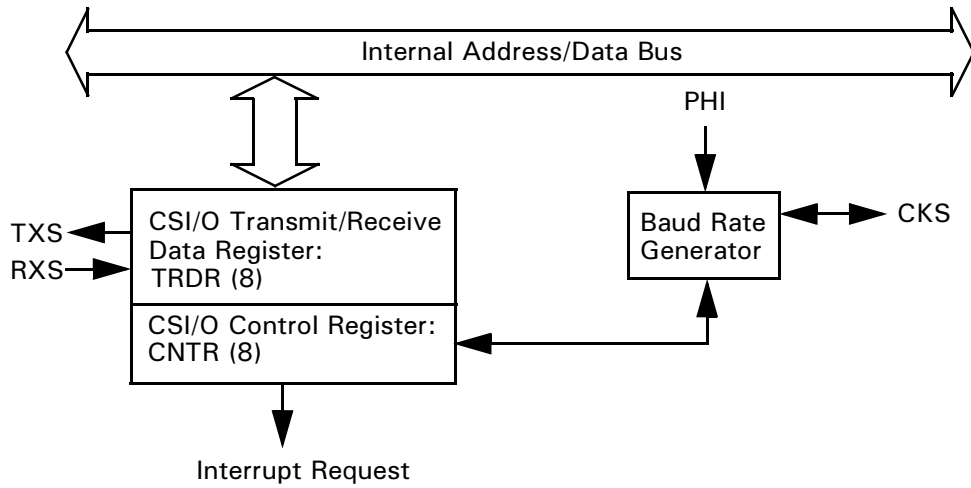 Internal Address/Data Bus
PHI
CSI/O Transmit/Receive
Data Register:
TRDR (8)
TXS
RXS
Baud Rate
Generator
CKS
CSI/O Control Register:
CNTR (8)
Interrupt Request